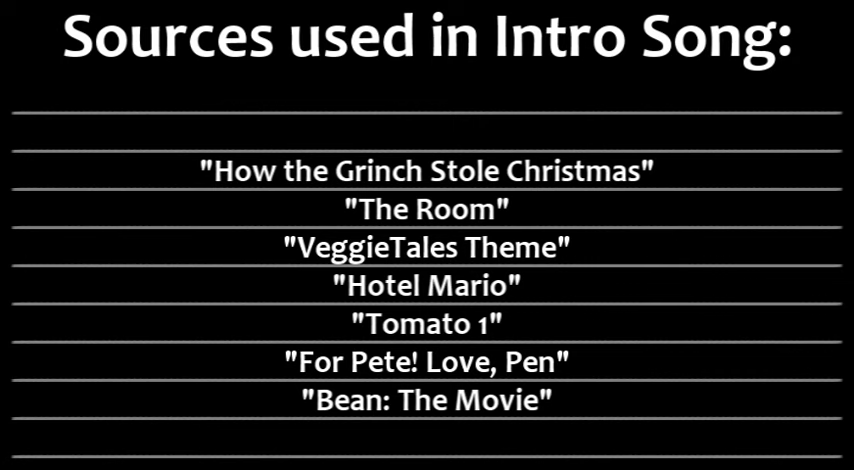 Sources used in Intro Song:
"How the Grinch Stole Christmas"
"The Room"
"VeggieTales Theme"
"Hotel Mario"
"Tomato 1"
"For Pete! Love, Pen"
"Bean: The Movie"